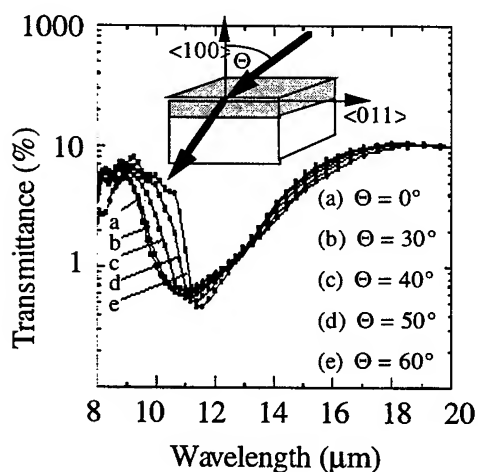 1000
100
10
1
Transmittance (%)
<100>
Θ
<011>
a
b
c
d
e
(a) Θ = 0°
(b) Θ = 30°
(c) Θ = 40°
(d) Θ = 50°
(e) Θ = 60°
8 10 12 14 16 18 20
Wavelength (μm)